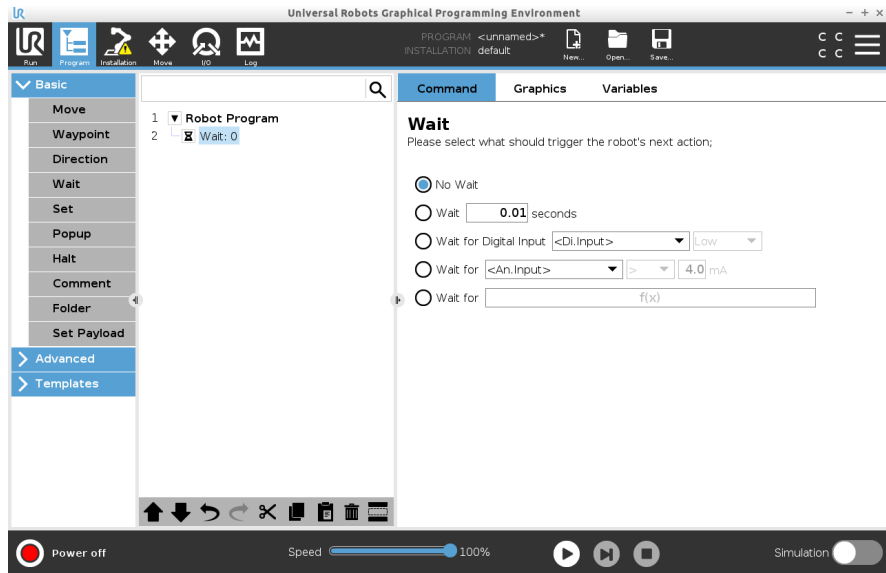 Universal Robots Graphical Programming Environment
PROGRAM <unnamed>*
INSTALLATION default
Run Program Installation Move I/O Log New... Open... Save...
C C
C C
Basic
Move
Waypoint
Direction
Wait
Set
Popup
Halt
Comment
Folder
Set Payload
Advanced
Templates
1 Robot Program
2 Wait: 0
Command Graphics Variables
Wait
Please select what should trigger the robot's next action;
No Wait
Wait 0.01 seconds
Wait for Digital Input <Di.Input> Low
Wait for <An.Input> > 4.0 mA
Wait for f(x)
Power off Speed 100% Simulation